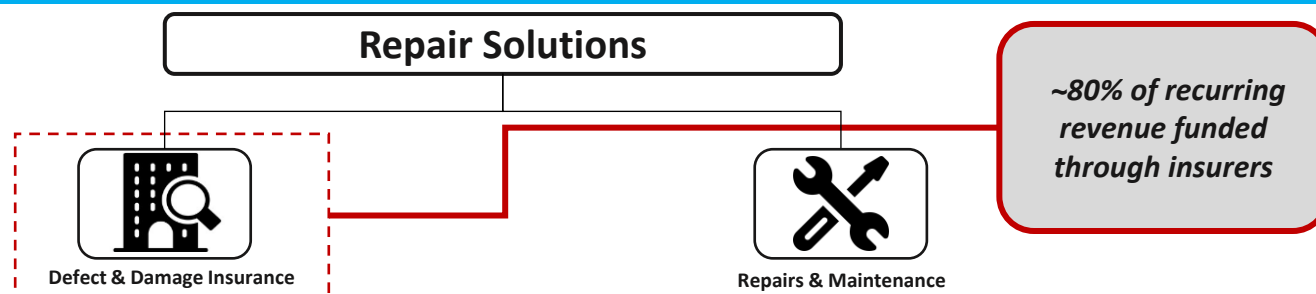 Repair Solutions
~80% of recurring
revenue funded
through insurers
Defect & Damage Insurance
Repairs & Maintenance